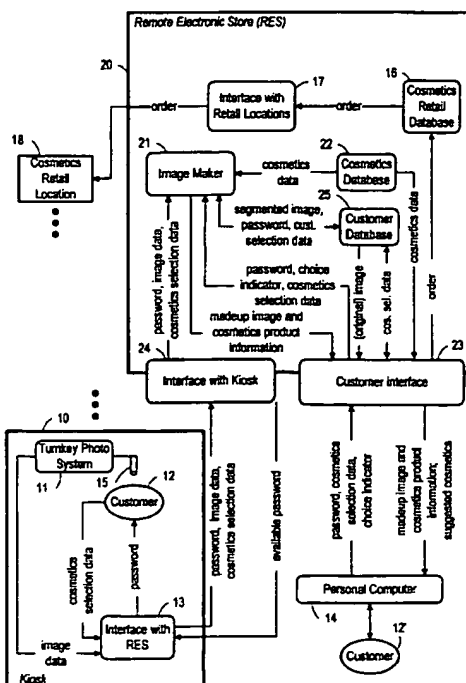 Remote Electronic Store (RES)
20
17
16
Interface with
Retail Locations
Cosmetics
Retail
Database
order
order
18
Cosmetics
Retail
Location
21
Image Maker
cosmetics
data
22
Cosmetics
Database
25
Customer
Database
segmented image,
password, cust.
selection data
password, image data,
cosmetics selection data
password, choice
indicator, cosmetics
selection data
madeup image and
cosmetics product
information
(original) image
cos. sel. data
cosmetics data
order
24
23
Interface with Kiosk
Customer interface
10
Turnkey Photo
System
11
15
12
Customer
cosmetics
selection data
password
13
Interface with
RES
image
data
Kiosk
password, image data,
cosmetics selection data
available password
password, cosmetics
selection data,
choice indicator
madeup image and
cosmetics product
information;
suggested cosmetics
Personal Computer
14
12'
Customer